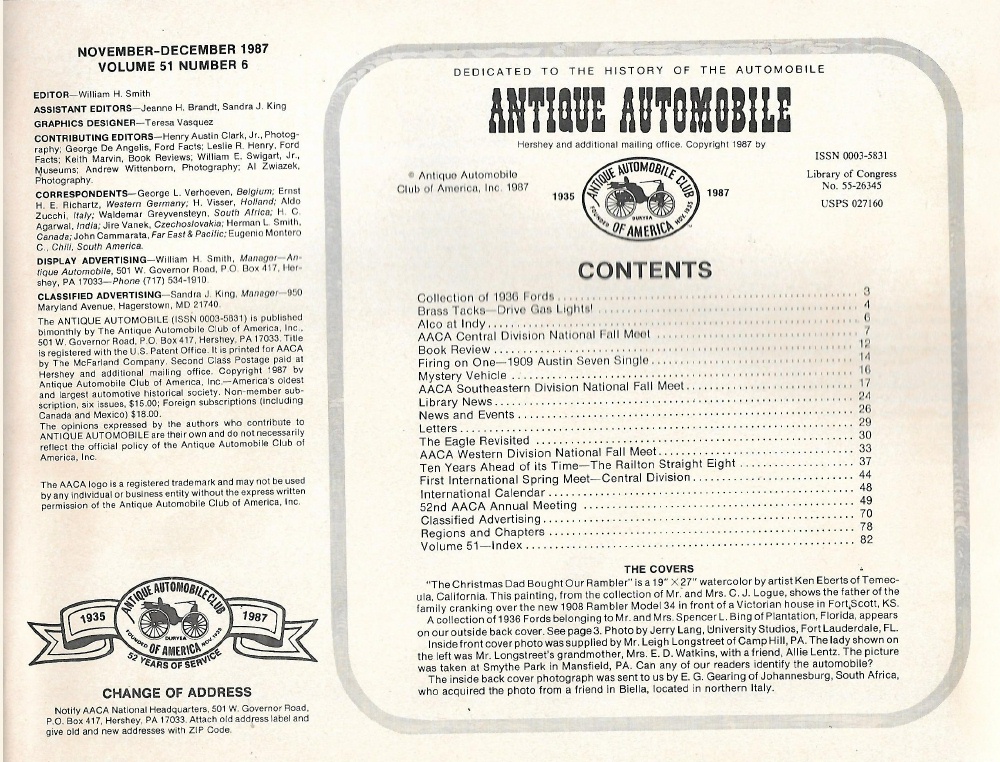 NOVEMBER-DECEMBER 1987
VOLUME 51 NUMBER 6
EDITOR—William H. Smith
ASSISTANT EDITORS—Jeanne H. Brandt, Sandra J. King
GRAPHICS DESIGNER—Teresa Vasquez
CONTRIBUTING EDITORS—Henry Austin Clark, Jr., Photog-
raphy; George De Angelis, Ford Facts; Leslie R. Henry, Ford
Facts; Keith Marvin, Book Reviews; William E. Swigart, Jr.,
Museums; Andrew Wittenborn, Photography; Al Zwiazek,
Photography.
CORRESPONDENTS—George L. Verhoeven, Belgium; Ernst
H. E. Richartz, Western Germany; H. Visser, Holland; Aldo
Zucchi, Italy; Waldemar Greyvensteyn, South Africa; H. C.
Agarwal, India; Jire Vanek, Czechoslovakia; Herman L. Smith,
Canada; John Cammarata, Far East & Pacific; Eugenio Montero
C., Chili, South America.
DISPLAY ADVERTISING—William H. Smith, Manager—An-
tique Automobile, 501 W. Governor Road, P.O. Box 417, Her-
shey, PA 17033—Phone (717) 534-1910.
CLASSIFIED ADVERTISING—Sandra J. King, Manager—950
Maryland Avenue, Hagerstown, MD 21740.
The ANTIQUE AUTOMOBILE (ISSN 0003-5831) is published
bimonthly by The Antique Automobile Club of America, Inc.,
501 W. Governor Road, P.O. Box 417, Hershey, PA 17033. Title
is registered with the U.S. Patent Office. It is printed for AACA
by The McFarland Company. Second Class Postage paid at
Hershey and additional mailing office. Copyright 1987 by
Antique Automobile Club of America, Inc.—America's oldest
and largest automotive historical society. Non-member sub-
scription, six issues, $15.00; Foreign subscriptions (including
Canada and Mexico) $18.00.
The opinions expressed by the authors who contribute to
ANTIQUE AUTOMOBILE are their own and do not necessarily
reflect the official policy of the Antique Automobile Club of
America, Inc.
The AACA logo is a registered trademark and may not be used
by any individual or business entity without the express written
permission of the Antique Automobile Club of America, Inc.
ANTIQUE AUTOMOBILE CLUB
1935 1987
DURYEA
FOUNDED NOV. 1935
OF AMERICA
52 YEARS OF SERVICE
CHANGE OF ADDRESS
Notify AACA National Headquarters, 501 W. Governor Road,
P.O. Box 417, Hershey, PA 17033. Attach old address label and
give old and new addresses with ZIP Code.
DEDICATED TO THE HISTORY OF THE AUTOMOBILE
ANTIQUE AUTOMOBILE
Hershey and additional mailing office. Copyright 1987 by
© Antique Automobile
Club of America, Inc. 1987
1935 1987
ANTIQUE AUTOMOBILE CLUB
DURYEA
FOUNDED NOV. 1935
OF AMERICA
ISSN 0003-5831
Library of Congress
No. 55-26345
USPS 027160
CONTENTS
Collection of 1936 Fords 3
Brass Tacks—Drive Gas Lights! 4
Alco at Indy 6
AACA Central Division National Fall Meet 7
Book Review 12
Firing on One—1909 Austin Seven Single 14
Mystery Vehicle 16
AACA Southeastern Division National Fall Meet 17
Library News 24
News and Events 26
Letters 29
The Eagle Revisited 30
AACA Western Division National Fall Meet 33
Ten Years Ahead of its Time—The Railton Straight Eight 37
First International Spring Meet—Central Division 44
International Calendar 48
52nd AACA Annual Meeting 49
Classified Advertising 70
Regions and Chapters 78
Volume 51—Index 82
THE COVERS
"The Christmas Dad Bought Our Rambler" is a 19" X 27" watercolor by artist Ken Eberts of Temec-
ula, California. This painting, from the collection of Mr. and Mrs. C. J. Logue, shows the father of the
family cranking over the new 1908 Rambler Model 34 in front of a Victorian house in Fort Scott, KS.
A collection of 1936 Fords belonging to Mr. and Mrs. Spencer L. Bing of Plantation, Florida, appears
on our outside back cover. See page 3. Photo by Jerry Lang, University Studios, Fort Lauderdale, FL.
Inside front cover photo was supplied by Mr. Leigh Longstreet of Camp Hill, PA. The lady shown on
the left was Mr. Longstreet's grandmother, Mrs. E. D. Watkins, with a friend, Allie Lentz. The picture
was taken at Smythe Park in Mansfield, PA. Can any of our readers identify the automobile?
The inside back cover photograph was sent to us by E. G. Gearing of Johannesburg, South Africa,
who acquired the photo from a friend in Biella, located in northern Italy.